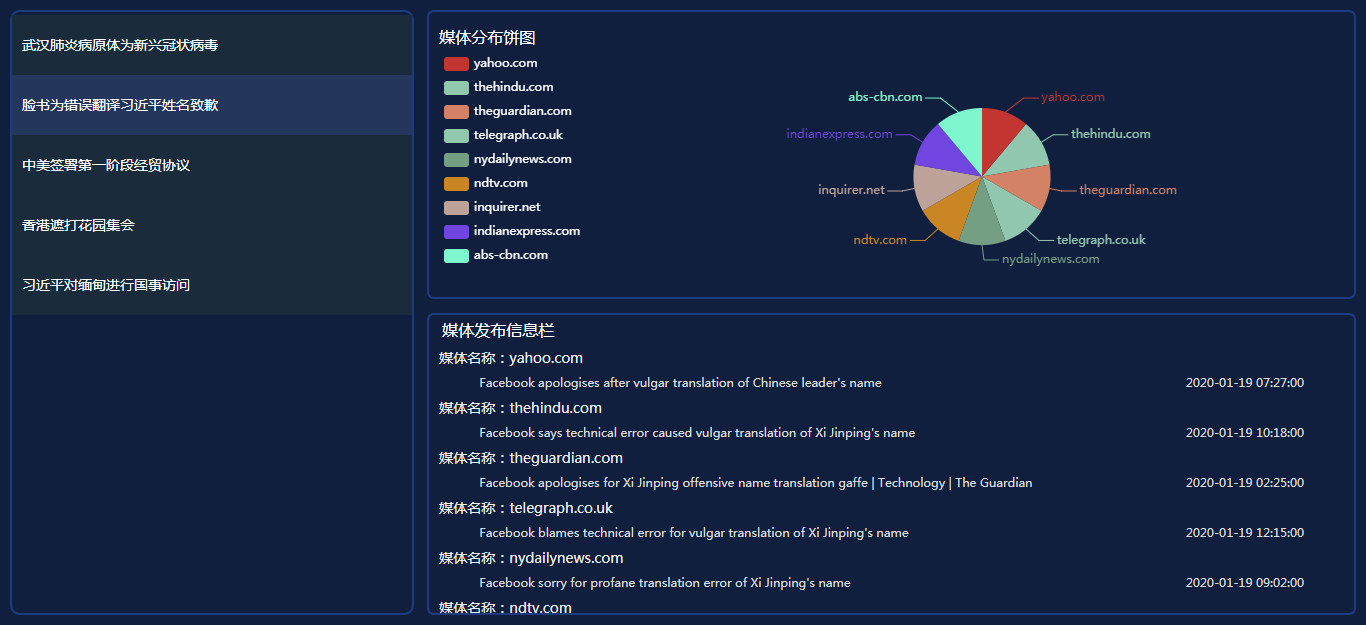 武汉肺炎病原体为新兴冠状病毒
脸书为错误翻译习近平姓名致歉
中美签署第一阶段经贸协议
香港遮打花园集会
习近平对缅甸进行国事访问
媒体分布饼图
yahoo.com
thehindu.com
theguardian.com
telegraph.co.uk
nydailynews.com
ndtv.com
inquirer.net
indianexpress.com
abs-cbn.com
abs-cbn.com
yahoo.com
indianexpress.com
thehindu.com
inquirer.net
theguardian.com
ndtv.com
telegraph.co.uk
nydailynews.com
媒体发布信息栏
媒体名称：yahoo.com
Facebook apologises after vulgar translation of Chinese leader's name 2020-01-19 07:27:00
媒体名称：thehindu.com
Facebook says technical error caused vulgar translation of Xi Jinping's name 2020-01-19 10:18:00
媒体名称：theguardian.com
Facebook apologises for Xi Jinping offensive name translation gaffe | Technology | The Guardian 2020-01-19 02:25:00
媒体名称：telegraph.co.uk
Facebook blames technical error for vulgar translation of Xi Jinping's name 2020-01-19 12:15:00
媒体名称：nydailynews.com
Facebook sorry for profane translation error of Xi Jinping's name 2020-01-19 09:02:00
媒体名称：ndtv.com